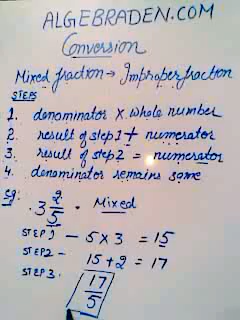 ALGEBRADEN.COM
Conversion
Mixed fraction → Improper fraction
STEPS
1. denominator X whole number
2. result of step 1 + numerator
3. result of step 2 = numerator
4. denominator remains same
eg: 3 2/5 - Mixed
STEP 1 - 5 X 3 = 15
STEP 2 - 15 + 2 = 17
STEP 3. 17/5